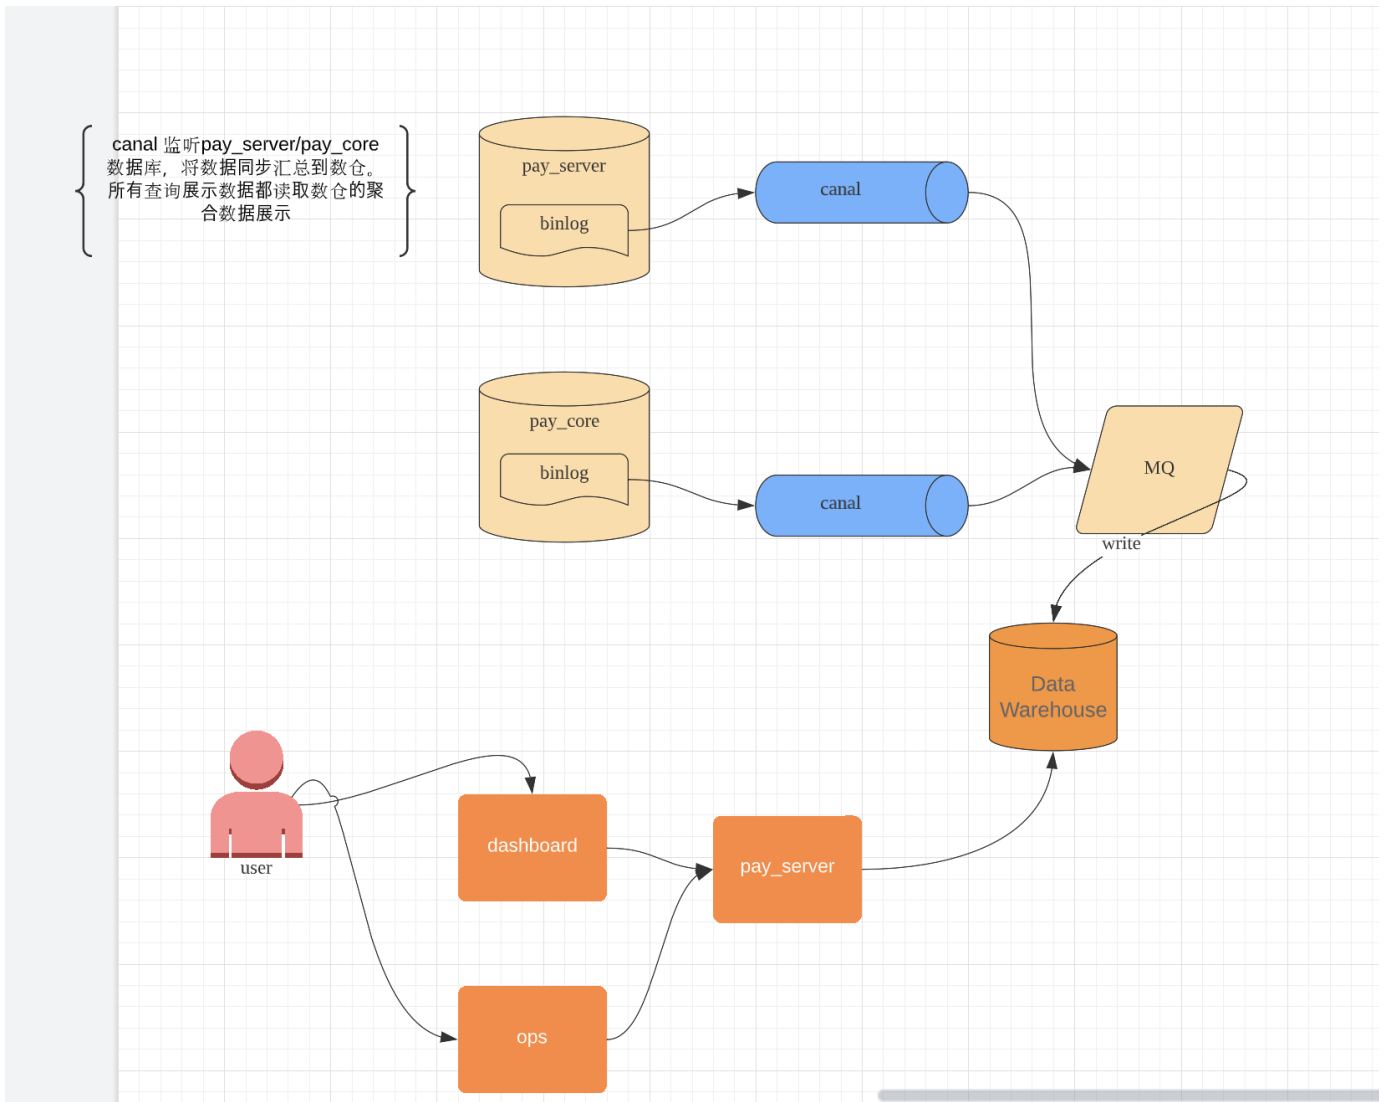 canal 监听pay_server/pay_core
数据库，将数据同步汇总到数仓。
所有查询展示数据都读取数仓的聚
合数据展示
pay_server
binlog
canal
pay_core
binlog
canal
MQ
write
Data
Warehouse
user
dashboard
pay_server
ops